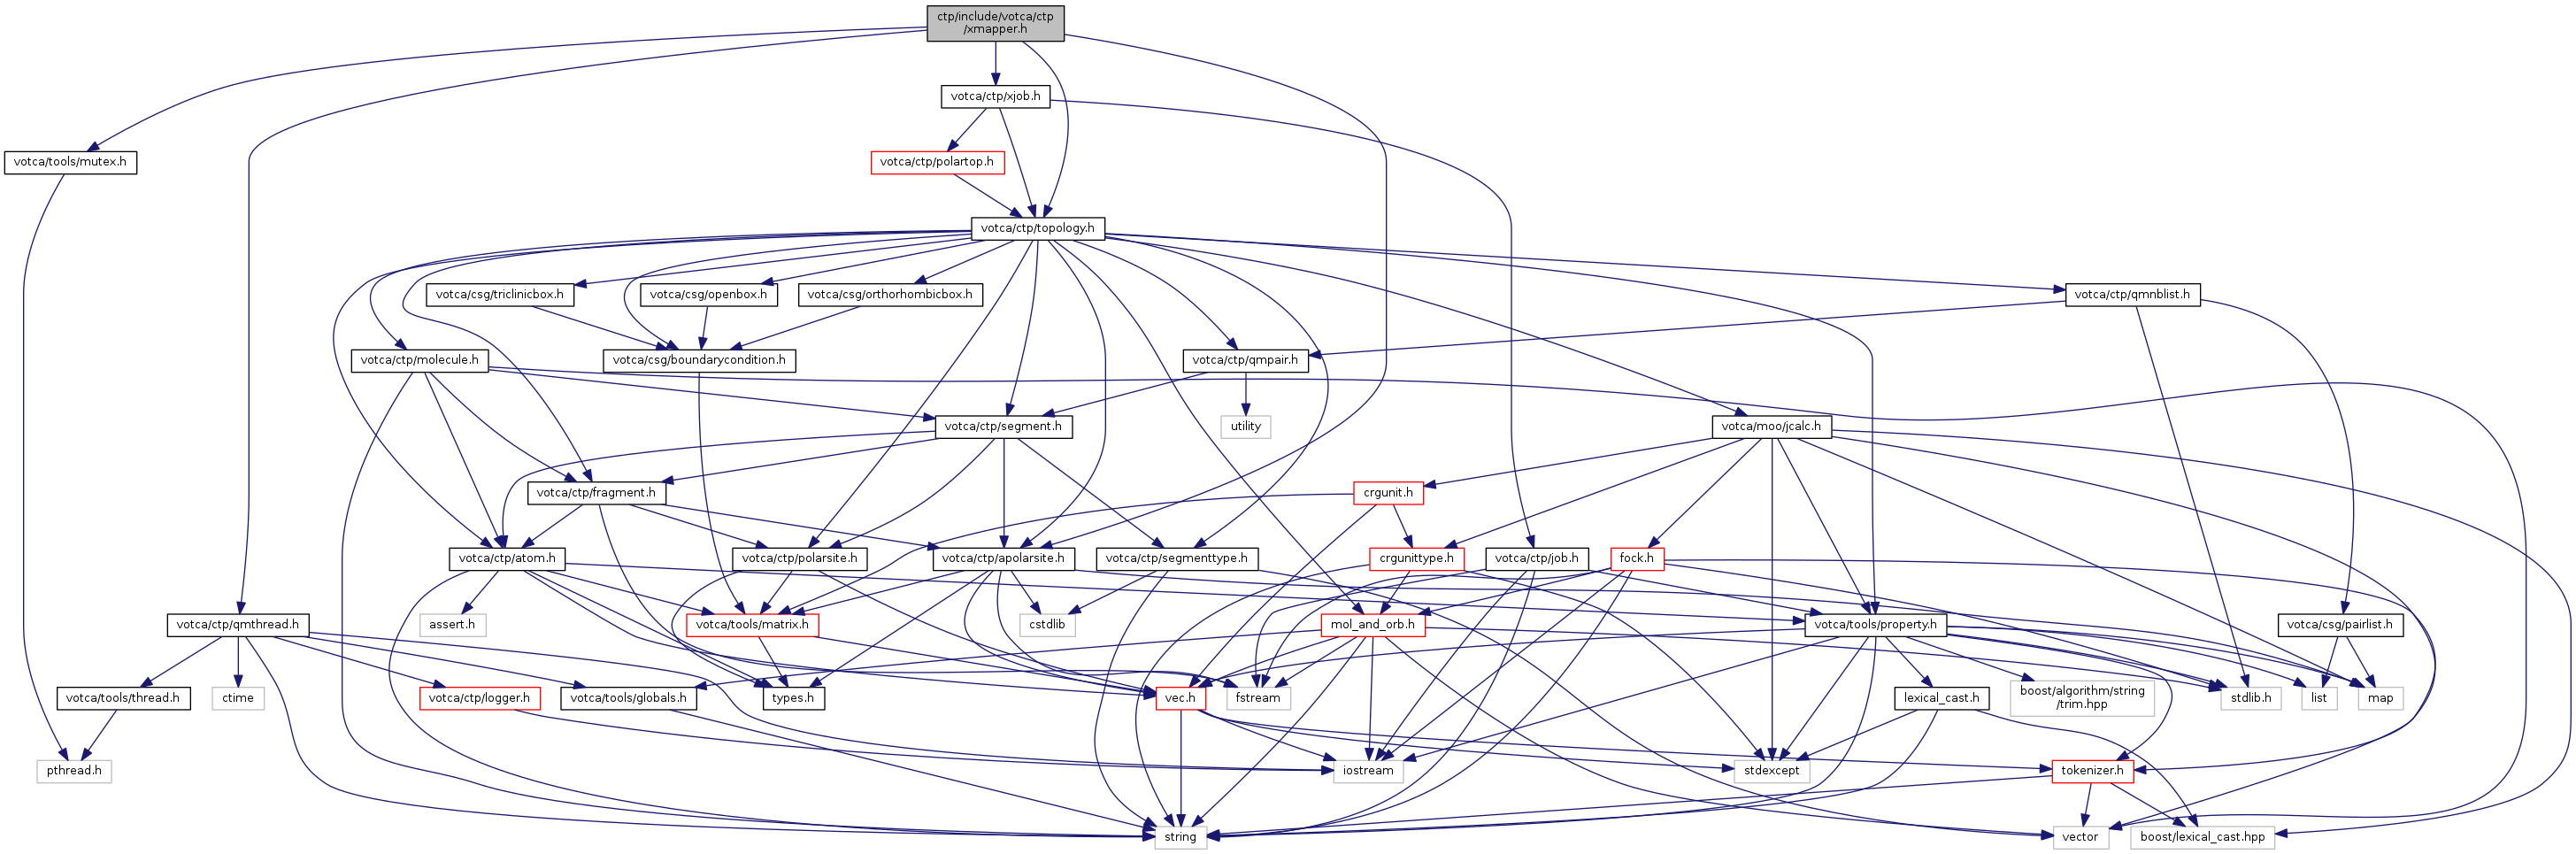 ctp/include/votca/ctp
/xmapper.h
votca/ctp/xjob.h
votca/tools/mutex.h
votca/ctp/polartop.h
votca/ctp/topology.h
votca/csg/triclinicbox.h
votca/csg/openbox.h
votca/csg/orthorhombicbox.h
votca/ctp/qmnblist.h
votca/ctp/molecule.h
votca/csg/boundarycondition.h
votca/ctp/qmpair.h
votca/ctp/segment.h
utility
votca/moo/jcalc.h
votca/ctp/fragment.h
crgunit.h
votca/ctp/atom.h
votca/ctp/polarsite.h
votca/ctp/apolarsite.h
votca/ctp/segmenttype.h
crgunittype.h
votca/ctp/job.h
fock.h
votca/ctp/qmthread.h
assert.h
votca/tools/matrix.h
cstdlib
mol_and_orb.h
votca/tools/property.h
votca/csg/pairlist.h
votca/tools/thread.h
ctime
votca/ctp/logger.h
votca/tools/globals.h
types.h
vec.h
fstream
lexical_cast.h
boost/algorithm/string
/trim.hpp
stdlib.h
list
map
pthread.h
iostream
stdexcept
tokenizer.h
string
vector
boost/lexical_cast.hpp